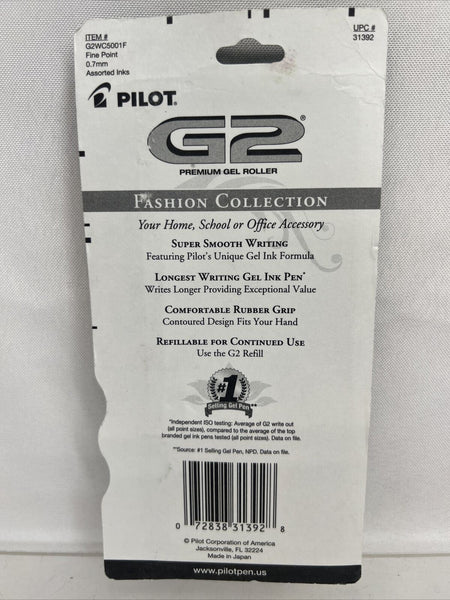 ITEM #
G2WC5001F
Fine Point
0.7mm
Assorted Inks
UPC #
31392
PILOT®
G2®
PREMIUM GEL ROLLER
FASHION COLLECTION
Your Home, School or Office Accessory
SUPER SMOOTH WRITING
Featuring Pilot's Unique Gel Ink Formula
LONGEST WRITING GEL INK PEN*
Writes Longer Providing Exceptional Value
COMFORTABLE RUBBER GRIP
Contoured Design Fits Your Hand
REFILLABLE FOR CONTINUED USE
Use the G2 Refill
#1
Selling Gel Pen**
*Independent ISO testing: Average of G2 write out
(all point sizes), compared to the average of the top
branded gel ink pens tested (all point sizes). Data on file.
**Source: #1 Selling Gel Pen, NPD. Data on file.
0 72838 31392 8
© Pilot Corporation of America
Jacksonville, FL 32224
Made in Japan
www.pilotpen.us